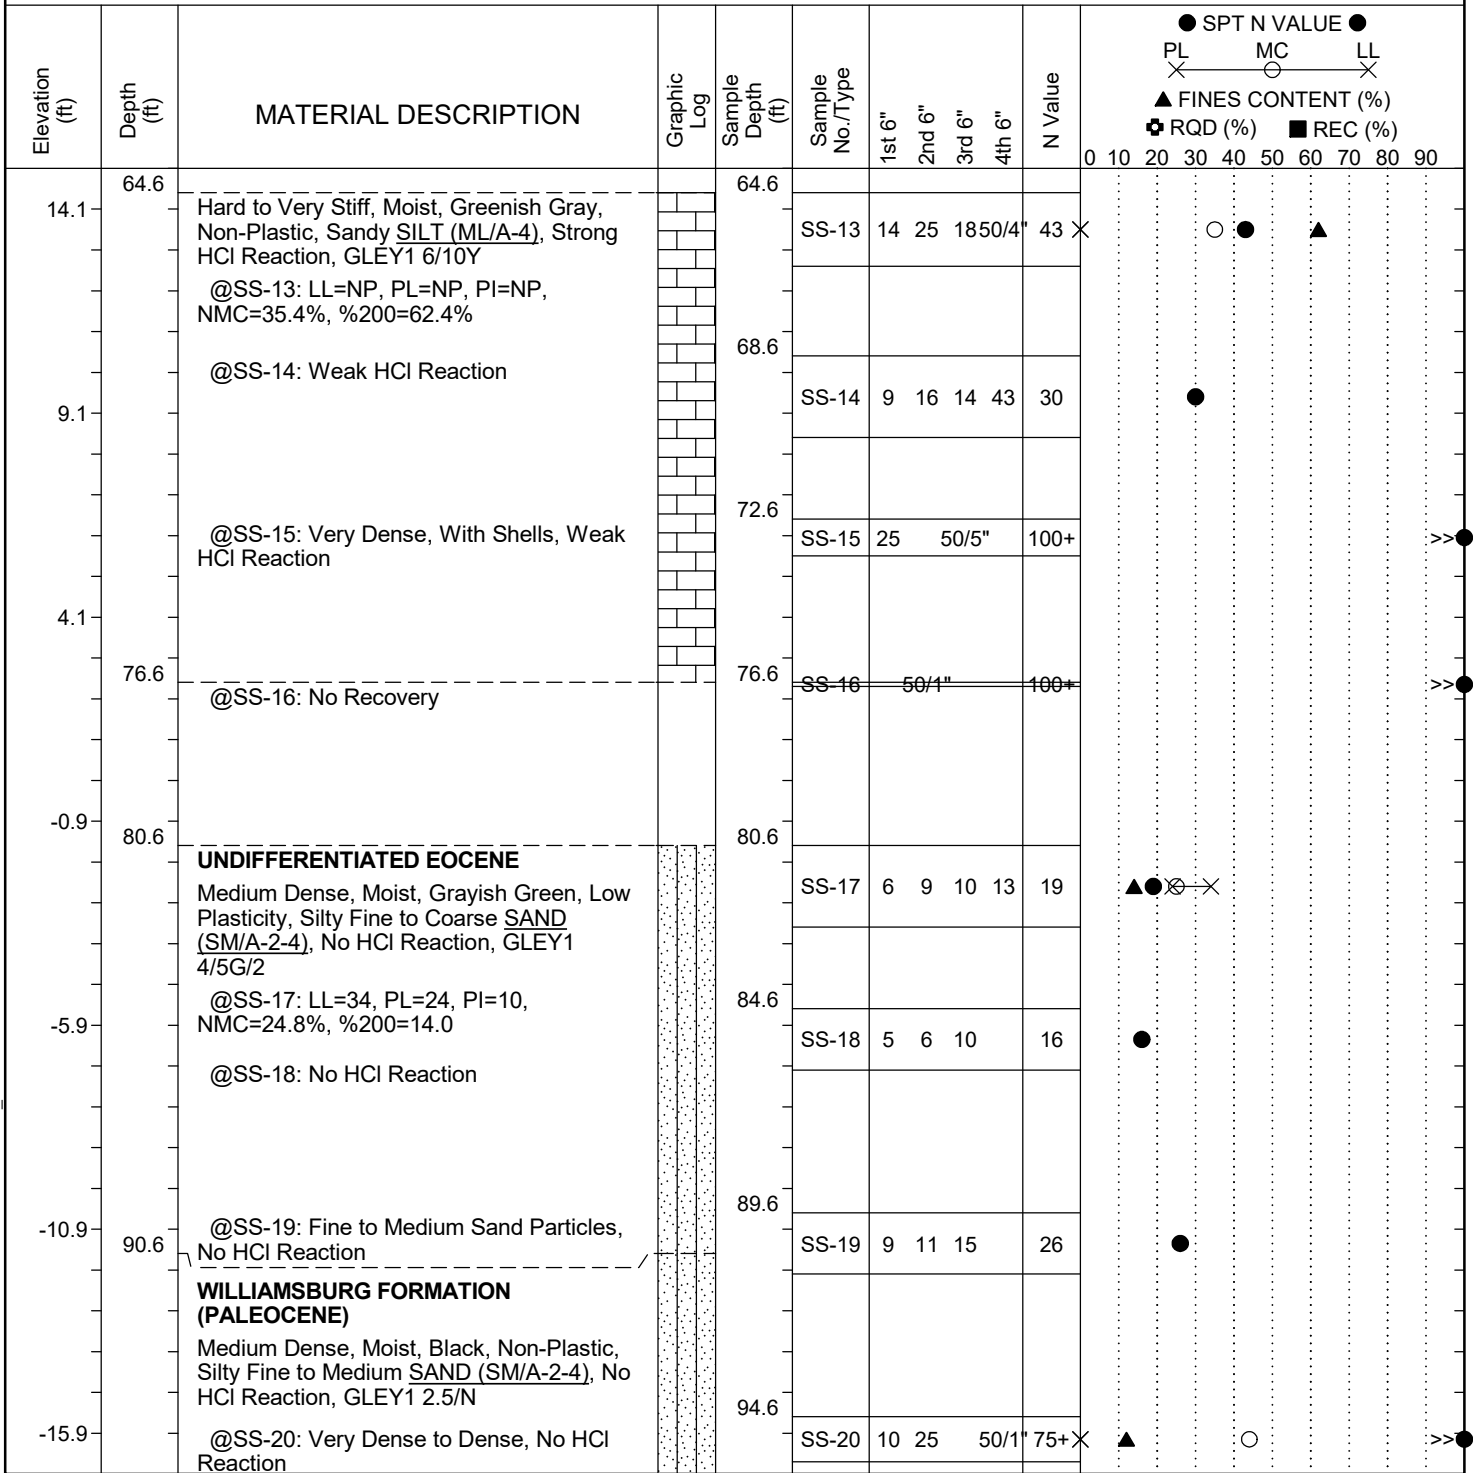 ● SPT N VALUE ●
PL MC LL
▲ FINES CONTENT (%)
RQD (%) ■ REC (%)
Elevation (ft)
Depth (ft)
MATERIAL DESCRIPTION
Graphic Log
Sample Depth (ft)
Sample No./Type
1st 6"
2nd 6"
3rd 6"
4th 6"
N Value
0 10 20 30 40 50 60 70 80 90
64.6 64.6
14.1
Hard to Very Stiff, Moist, Greenish Gray,
Non-Plastic, Sandy SILT (ML/A-4), Strong
HCl Reaction, GLEY1 6/10Y
SS-13 14 25 18 50/4" 43
@SS-13: LL=NP, PL=NP, PI=NP,
NMC=35.4%, %200=62.4%
68.6
@SS-14: Weak HCl Reaction
SS-14 9 16 14 43 30
9.1
72.6
@SS-15: Very Dense, With Shells, Weak
HCl Reaction
SS-15 25 50/5" 100+ >>
4.1
76.6 76.6
@SS-16: No Recovery
SS-16 50/1" 100+ >>
-0.9
80.6 80.6
UNDIFFERENTIATED EOCENE
Medium Dense, Moist, Grayish Green, Low
Plasticity, Silty Fine to Coarse SAND
(SM/A-2-4), No HCl Reaction, GLEY1
4/5G/2
SS-17 6 9 10 13 19
@SS-17: LL=34, PL=24, PI=10,
NMC=24.8%, %200=14.0
84.6
-5.9
SS-18 5 6 10 16
@SS-18: No HCl Reaction
89.6
-10.9
@SS-19: Fine to Medium Sand Particles,
No HCl Reaction
90.6
SS-19 9 11 15 26
WILLIAMSBURG FORMATION
(PALEOCENE)
Medium Dense, Moist, Black, Non-Plastic,
Silty Fine to Medium SAND (SM/A-2-4), No
HCl Reaction, GLEY1 2.5/N
94.6
-15.9
@SS-20: Very Dense to Dense, No HCl
Reaction
SS-20 10 25 50/1" 75+ >>